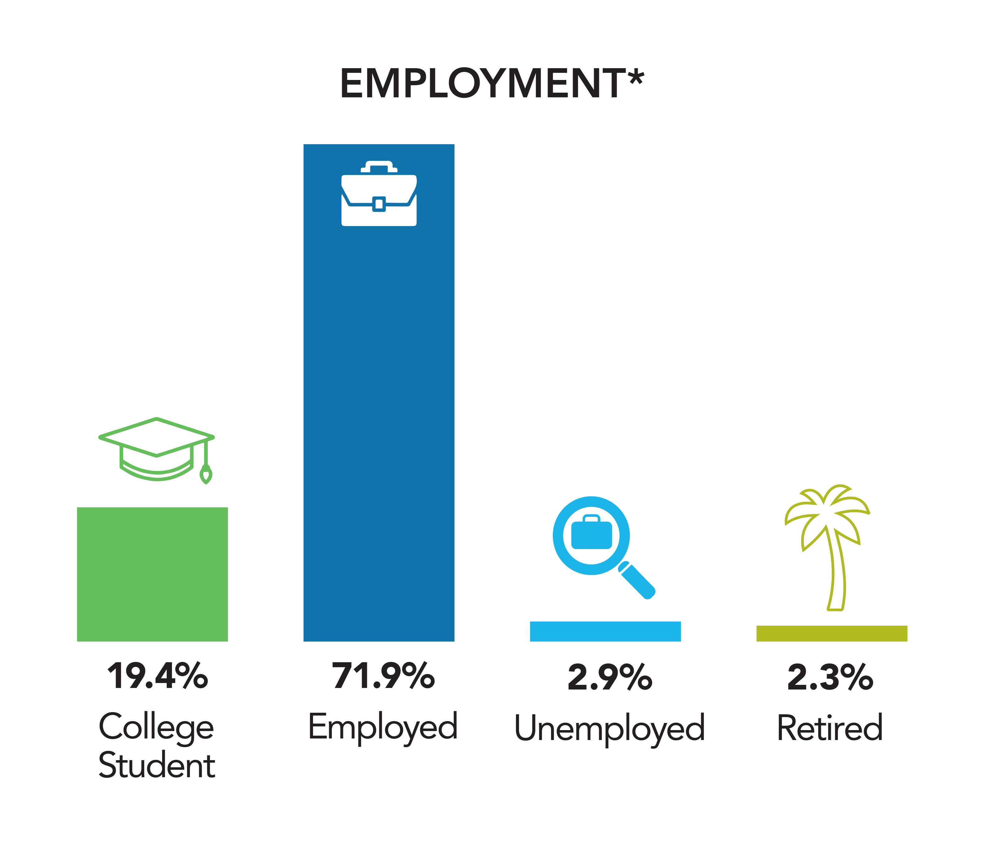 EMPLOYMENT*
19.4%
71.9%
2.9%
2.3%
College
Student
Employed
Unemployed
Retired